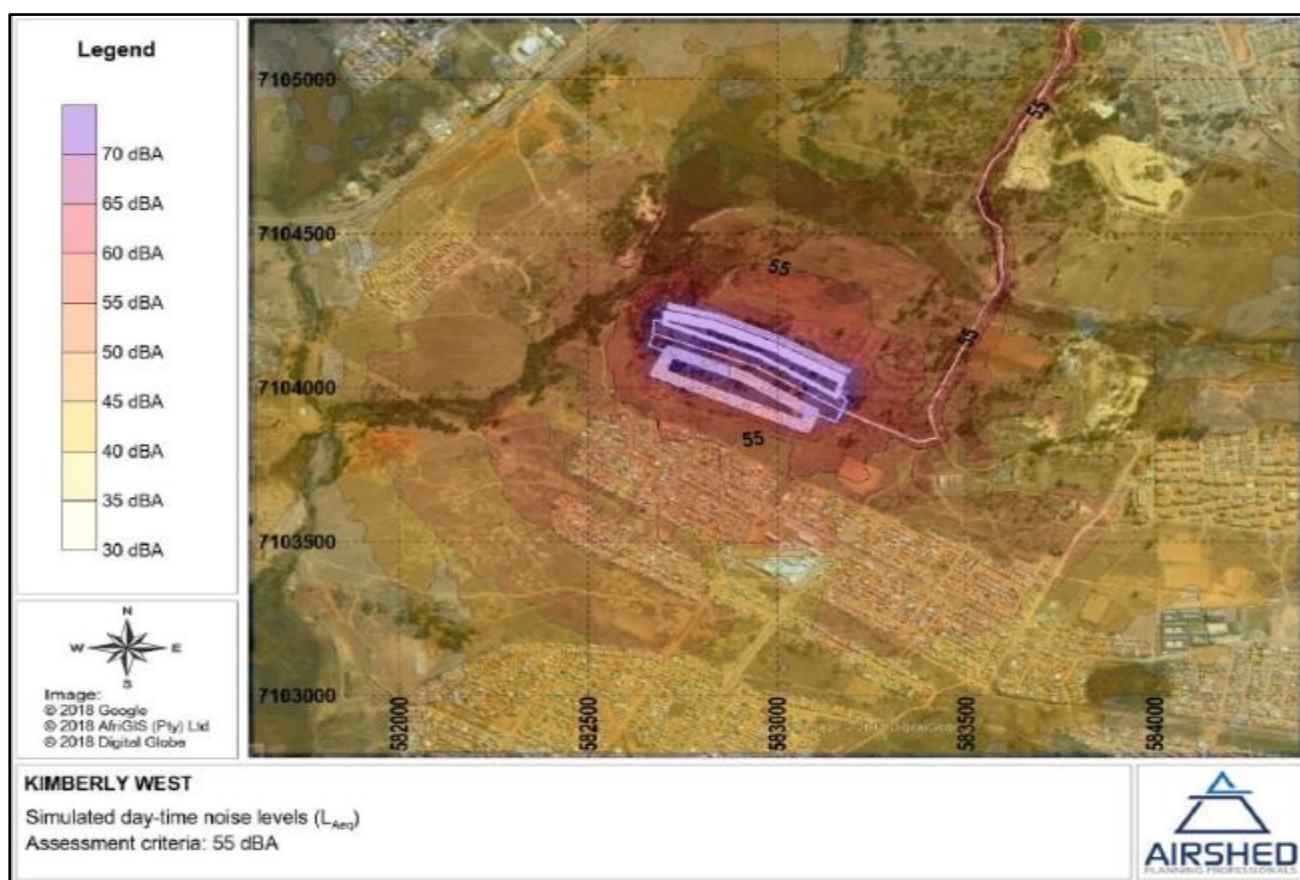 Legend
70 dBA
65 dBA
60 dBA
55 dBA
50 dBA
45 dBA
40 dBA
35 dBA
30 dBA
N
W E
S
Image:
© 2018 Google
© 2018 AfriGIS (Pty) Ltd
© 2018 Digital Globe
7105000
7104500
7104000
7103500
7103000
582000
582500
583000
583500
584000
55
55
55
55
KIMBERLY WEST
Simulated day-time noise levels (LAeq)
Assessment criteria: 55 dBA
AIRSHED
PLANNING PROFESSIONALS